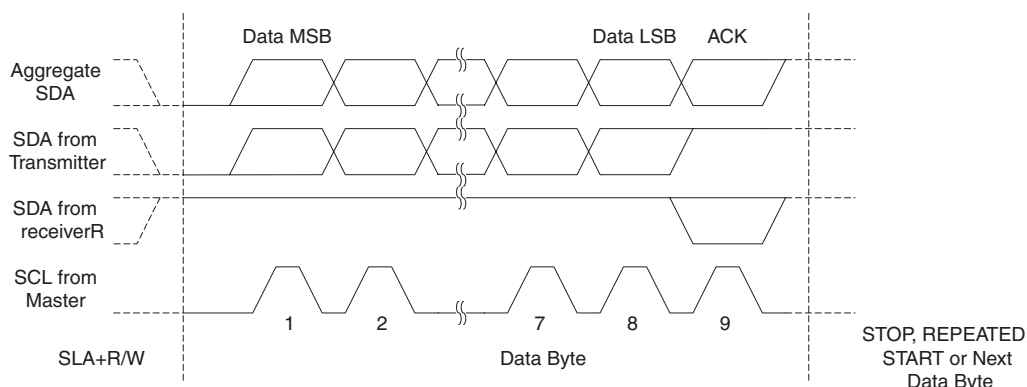 Data MSB
Data LSB
ACK
Aggregate
SDA
SDA from
Transmitter
SDA from
receiverR
SCL from
Master
1
2
7
8
9
SLA+R/W
Data Byte
STOP, REPEATED
START or Next
Data Byte